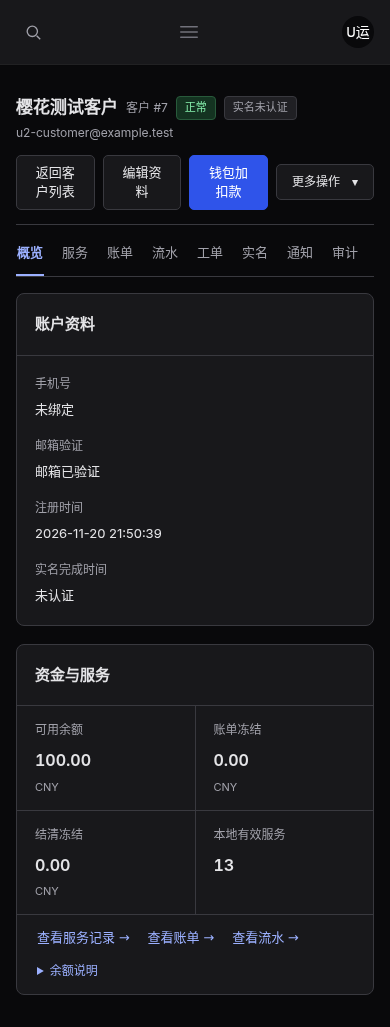 U运
樱花测试客户 客户 #7 正常 实名未认证
u2-customer@example.test
返回客户列表 编辑资料 钱包加扣款 更多操作 ▾
概览 服务 账单 流水 工单 实名 通知 审计
账户资料
手机号
未绑定
邮箱验证
邮箱已验证
注册时间
2026-11-20 21:50:39
实名完成时间
未认证
资金与服务
可用余额 账单冻结
100.00 0.00
CNY CNY
结清冻结 本地有效服务
0.00 13
CNY
查看服务记录 → 查看账单 → 查看流水 →
▶ 余额说明